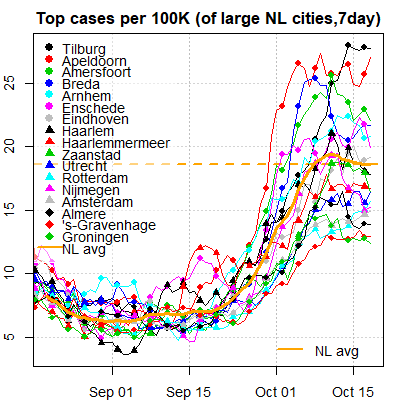 Top cases per 100K (of large NL cities,7day)
Tilburg
Apeldoorn
Amersfoort
Breda
Arnhem
Enschede
Eindhoven
Haarlem
Haarlemmermeer
Zaanstad
Utrecht
Rotterdam
Nijmegen
Amsterdam
Almere
's-Gravenhage
Groningen
NL avg
25
20
15
10
5
NL avg
Sep 01
Sep 15
Oct 01
Oct 15